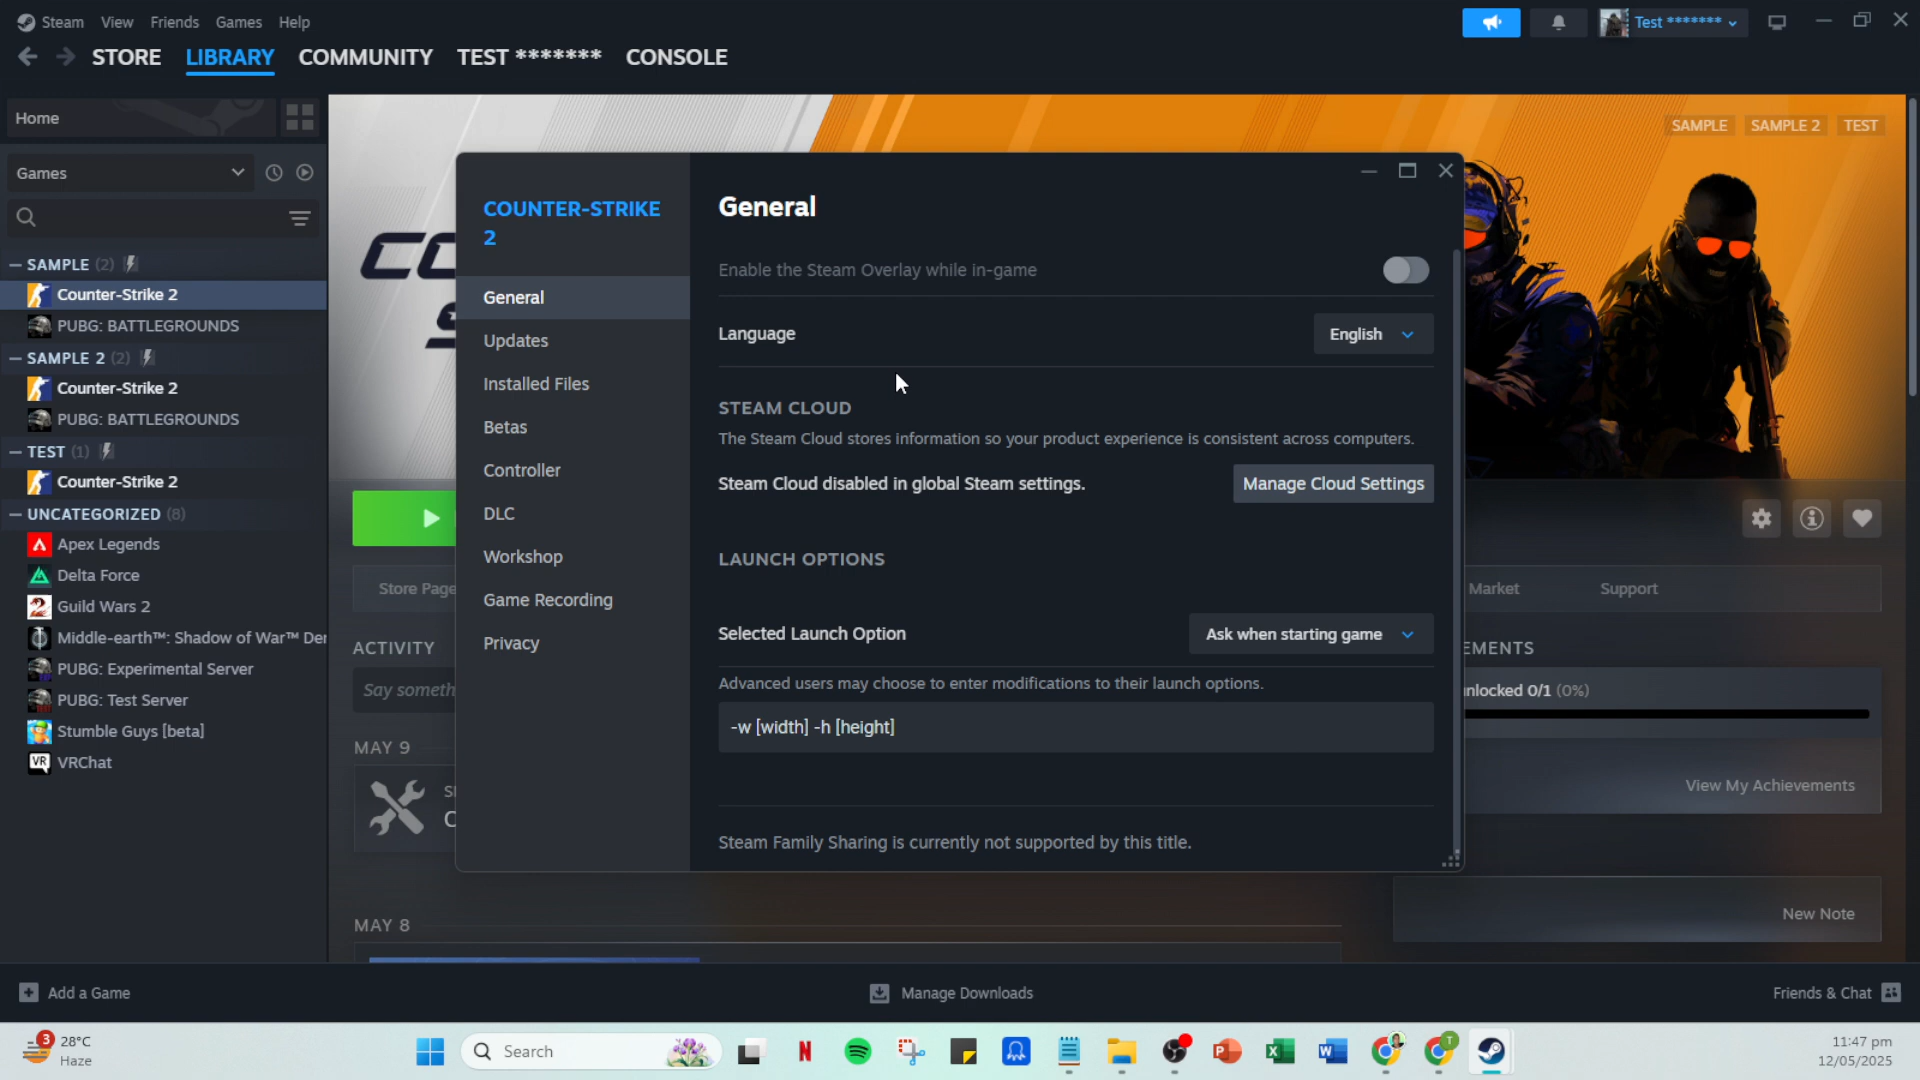 Steam View Friends Games Help
Test *******
STORE LIBRARY COMMUNITY TEST ******* CONSOLE
Home
Games
SAMPLE (2)
Counter-Strike 2
PUBG: BATTLEGROUNDS
SAMPLE 2 (2)
Counter-Strike 2
PUBG: BATTLEGROUNDS
TEST (1)
Counter-Strike 2
UNCATEGORIZED (8)
Apex Legends
Delta Force
Guild Wars 2
Middle-earth™: Shadow of War™ Der
PUBG: Experimental Server
PUBG: Test Server
Stumble Guys [beta]
VR VRChat
SAMPLE SAMPLE 2 TEST
Store Page
ACTIVITY
Say someth
MAY 9
MAY 8
COUNTER-STRIKE
2
General
Updates
Installed Files
Betas
Controller
DLC
Workshop
Game Recording
Privacy
General
Enable the Steam Overlay while in-game
Language English
STEAM CLOUD
The Steam Cloud stores information so your product experience is consistent across computers.
Steam Cloud disabled in global Steam settings. Manage Cloud Settings
LAUNCH OPTIONS
Selected Launch Option Ask when starting game
Advanced users may choose to enter modifications to their launch options.
-w [width] -h [height]
Steam Family Sharing is currently not supported by this title.
Market Support
EMENTS
nlocked 0/1 (0%)
View My Achievements
New Note
Add a Game
Manage Downloads
Friends & Chat
3
28°C
Haze
Search
11:47 pm
12/05/2025